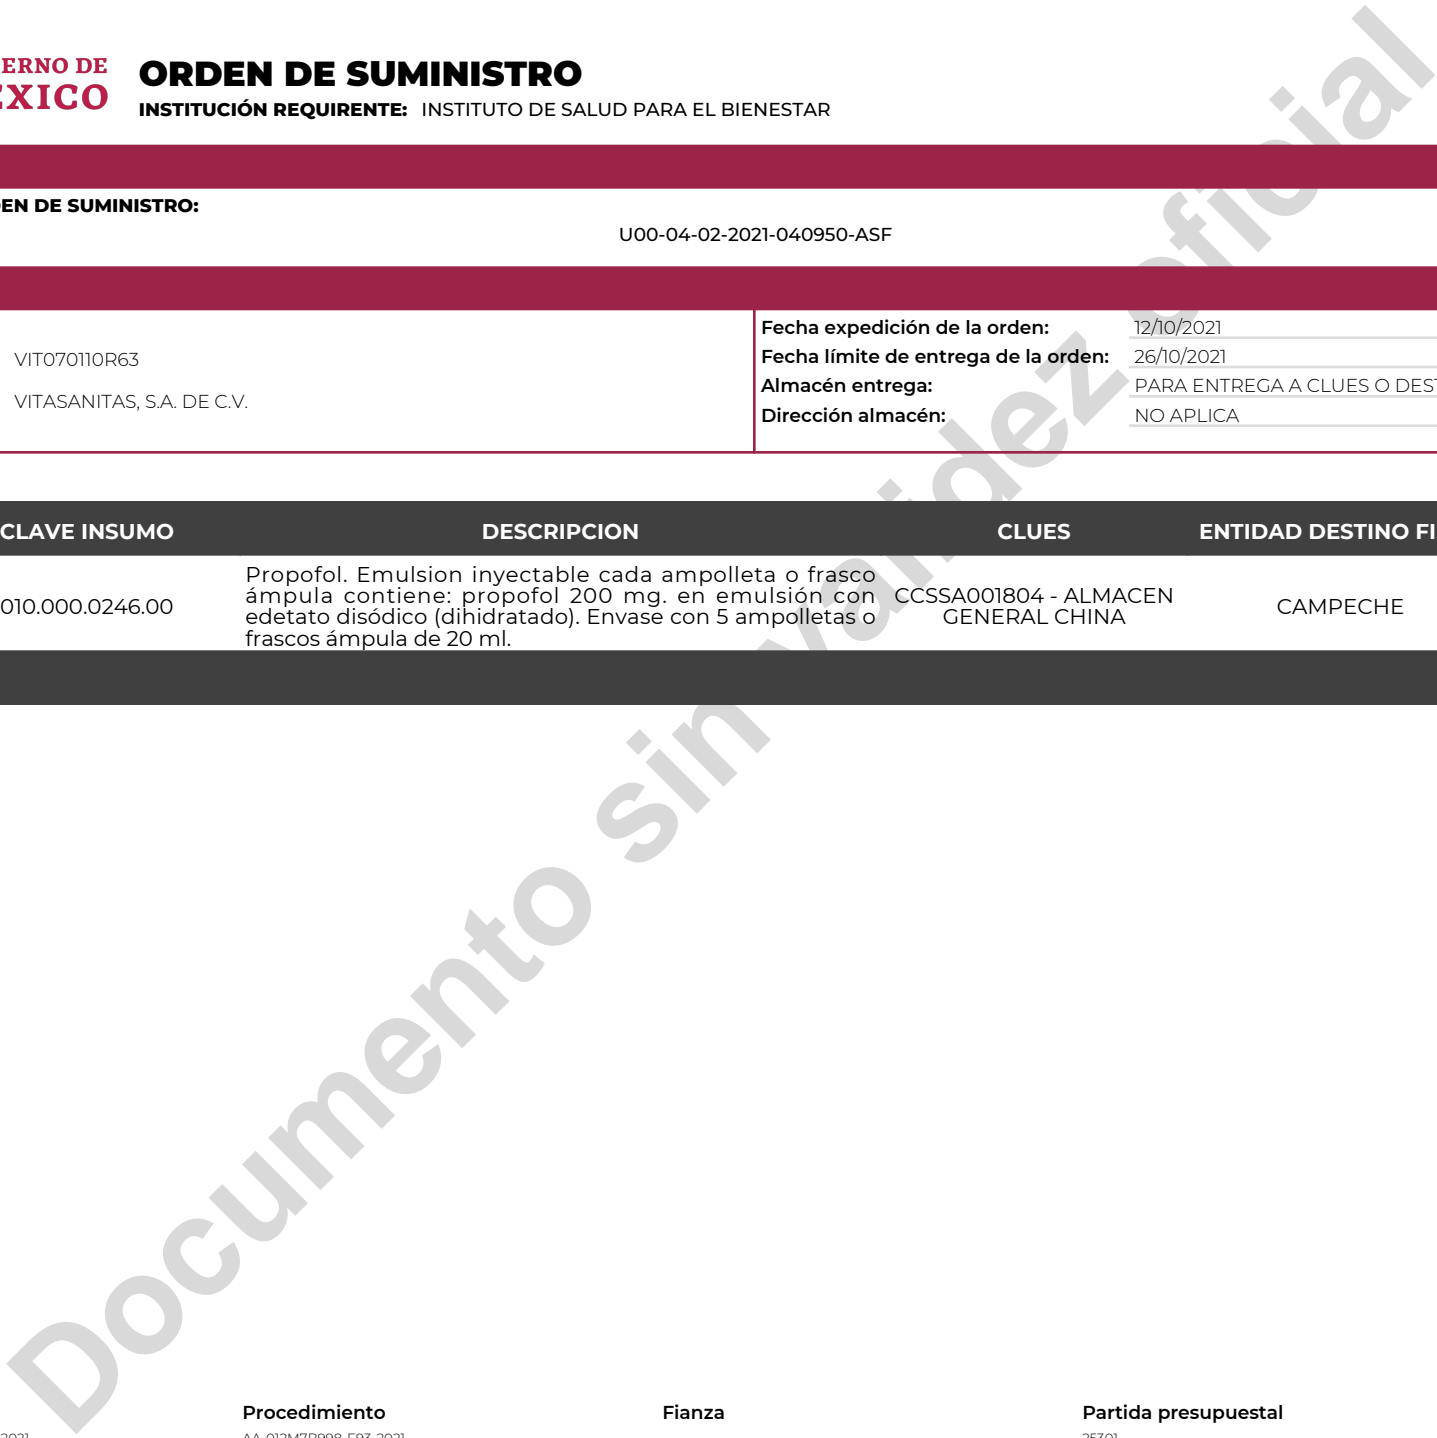 ERNO DE
EXICO
ORDEN DE SUMINISTRO
INSTITUCIÓN REQUIRENTE: INSTITUTO DE SALUD PARA EL BIENESTAR
EN DE SUMINISTRO:
U00-04-02-2021-040950-ASF
VIT070110R63
VITASANITAS, S.A. DE C.V.
Fecha expedición de la orden: 12/10/2021
Fecha límite de entrega de la orden: 26/10/2021
Almacén entrega: PARA ENTREGA A CLUES O DEST
Dirección almacén: NO APLICA
CLAVE INSUMO DESCRIPCION CLUES ENTIDAD DESTINO FI
010.000.0246.00
Propofol. Emulsion inyectable cada ampolleta o frasco
ámpula contiene: propofol 200 mg. en emulsión con
edetato disódico (dihidratado). Envase con 5 ampolletas o
frascos ámpula de 20 ml.
CCSSA001804 - ALMACEN
GENERAL CHINA
CAMPECHE
Documento sin validez oficial
Procedimiento Fianza Partida presupuestal